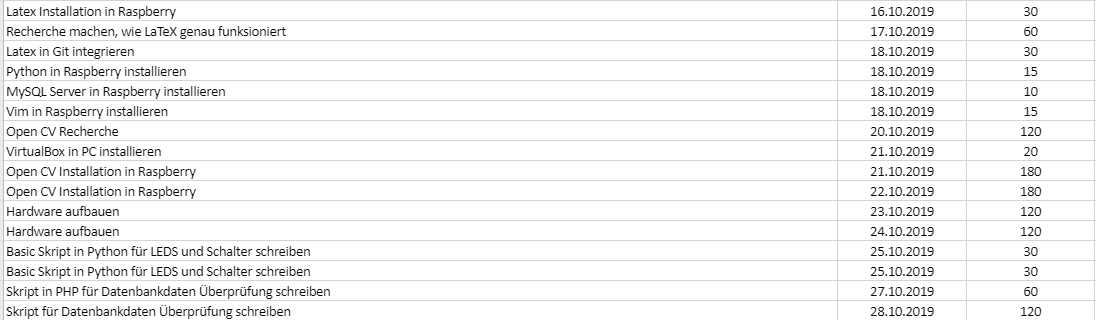 Latex Installation in Raspberry 16.10.2019 30
Recherche machen, wie LaTeX genau funksioniert 17.10.2019 60
Latex in Git integrieren 18.10.2019 30
Python in Raspberry installieren 18.10.2019 15
MySQL Server in Raspberry installieren 18.10.2019 10
Vim in Raspberry installieren 18.10.2019 15
Open CV Recherche 20.10.2019 120
VirtualBox in PC installieren 21.10.2019 20
Open CV Installation in Raspberry 21.10.2019 180
Open CV Installation in Raspberry 22.10.2019 180
Hardware aufbauen 23.10.2019 120
Hardware aufbauen 24.10.2019 120
Basic Skript in Python für LEDS und Schalter schreiben 25.10.2019 30
Basic Skript in Python für LEDS und Schalter schreiben 25.10.2019 30
Skript in PHP für Datenbankdaten Überprüfung schreiben 27.10.2019 60
Skript für Datenbankdaten Überprüfung schreiben 28.10.2019 120